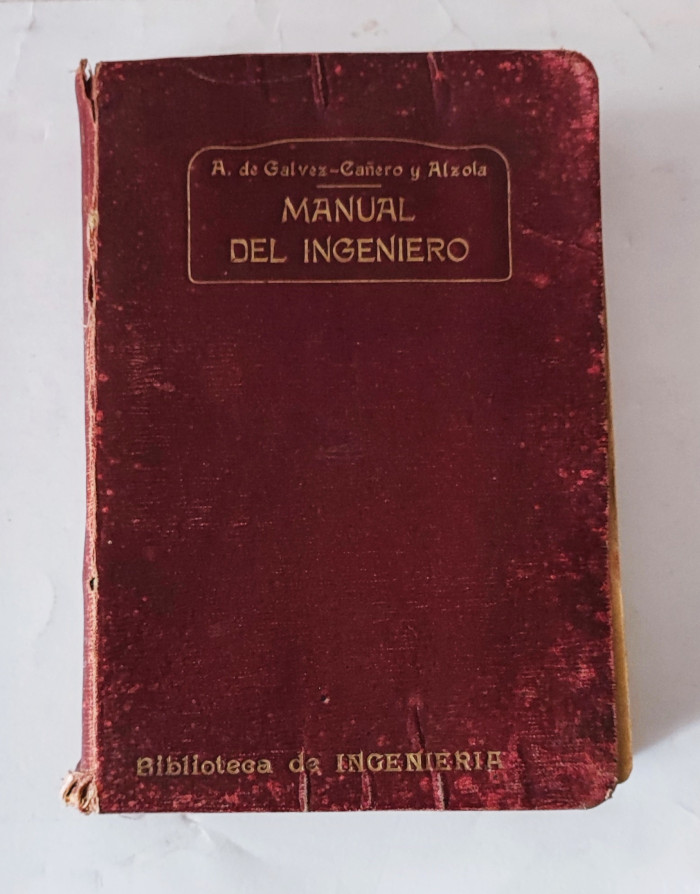 A. de Galvez-Cañero y Alzola
MANUAL
DEL INGENIERO
Biblioteca de INGENIERIA